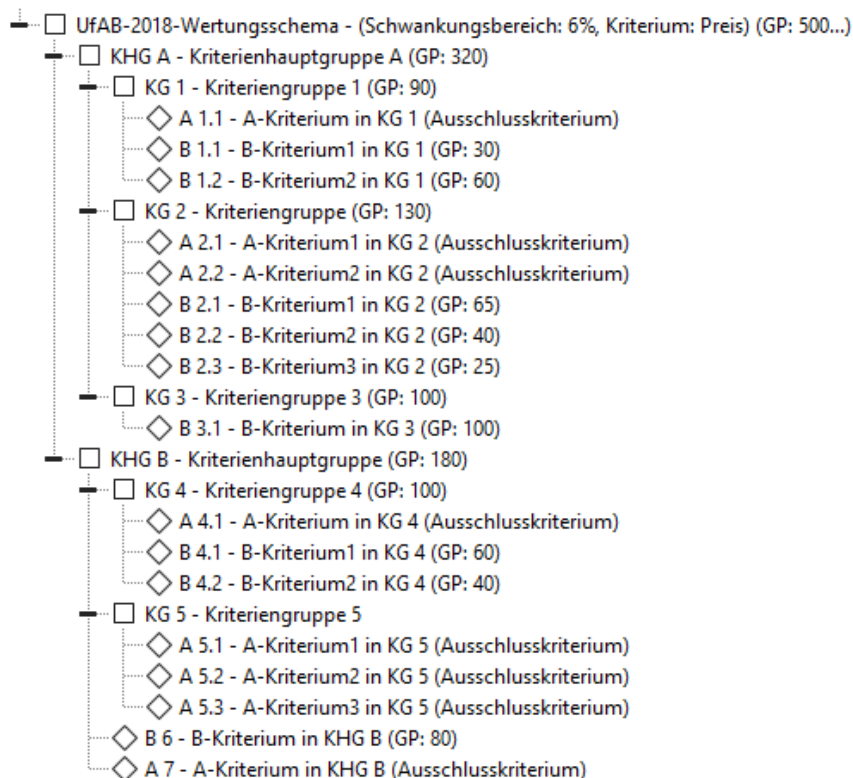 UfAB-2018-Wertungsschema - (Schwankungsbereich: 6%, Kriterium: Preis) (GP: 500...)
KHG A - Kriterienhauptgruppe A (GP: 320)
KG 1 - Kriteriengruppe 1 (GP: 90)
A 1.1 - A-Kriterium in KG 1 (Ausschlusskriterium)
B 1.1 - B-Kriterium1 in KG 1 (GP: 30)
B 1.2 - B-Kriterium2 in KG 1 (GP: 60)
KG 2 - Kriteriengruppe (GP: 130)
A 2.1 - A-Kriterium1 in KG 2 (Ausschlusskriterium)
A 2.2 - A-Kriterium2 in KG 2 (Ausschlusskriterium)
B 2.1 - B-Kriterium1 in KG 2 (GP: 65)
B 2.2 - B-Kriterium2 in KG 2 (GP: 40)
B 2.3 - B-Kriterium3 in KG 2 (GP: 25)
KG 3 - Kriteriengruppe 3 (GP: 100)
B 3.1 - B-Kriterium in KG 3 (GP: 100)
KHG B - Kriterienhauptgruppe (GP: 180)
KG 4 - Kriteriengruppe 4 (GP: 100)
A 4.1 - A-Kriterium in KG 4 (Ausschlusskriterium)
B 4.1 - B-Kriterium1 in KG 4 (GP: 60)
B 4.2 - B-Kriterium2 in KG 4 (GP: 40)
KG 5 - Kriteriengruppe 5
A 5.1 - A-Kriterium1 in KG 5 (Ausschlusskriterium)
A 5.2 - A-Kriterium2 in KG 5 (Ausschlusskriterium)
A 5.3 - A-Kriterium3 in KG 5 (Ausschlusskriterium)
B 6 - B-Kriterium in KHG B (GP: 80)
A 7 - A-Kriterium in KHG B (Ausschlusskriterium)